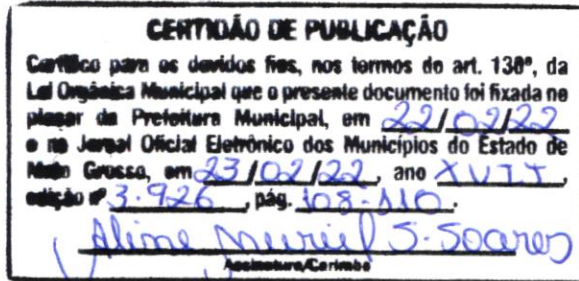 CERTIDÃO DE PUBLICAÇÃO
Certifico para os devidos fins, nos termos do art. 138º, da
Lei Orgânica Municipal que o presente documento foi fixada no
placar da Prefeitura Municipal, em 22/02/22
e no Jornal Oficial Eletrônico dos Municípios do Estado de
Mato Grosso, em 23/02/22, ano XVII,
edição nº 3.926, pág. 108-110.
Aline Muriel S. Soares
Assinatura/Carimbo